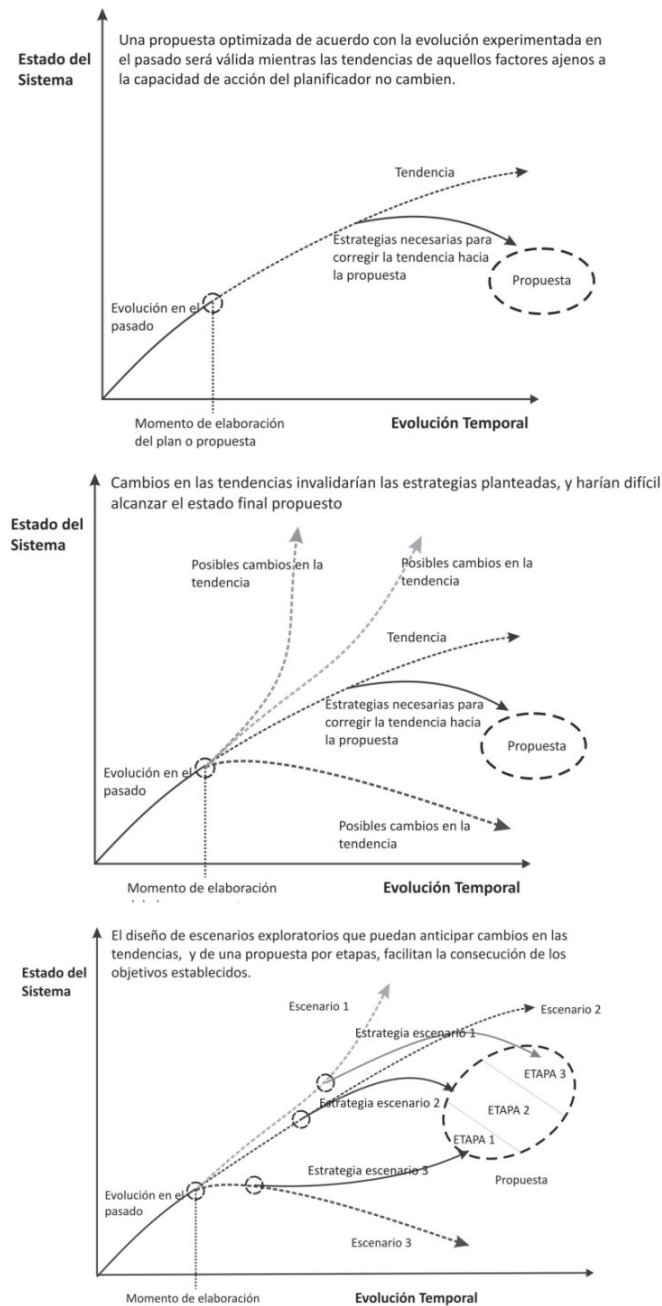 Una propuesta optimizada de acuerdo con la evolución experimentada en
el pasado será válida mientras las tendencias de aquellos factores ajenos a
la capacidad de acción del planificador no cambien.
Estado del
Sistema
Tendencia
Estrategias necesarias para
corregir la tendencia hacia
la propuesta
Propuesta
Evolución en el
pasado
Momento de elaboración
del plan o propuesta
Evolución Temporal
Cambios en las tendencias invalidarían las estrategias planteadas, y harían difícil
alcanzar el estado final propuesto
Estado del
Sistema
Posibles cambios en la
tendencia
Posibles cambios en la
tendencia
Tendencia
Estrategias necesarias para
corregir la tendencia hacia
la propuesta
Propuesta
Evolución en el
pasado
Posibles cambios en la
tendencia
Momento de elaboración
Evolución Temporal
El diseño de escenarios exploratorios que puedan anticipar cambios en las
tendencias, y de una propuesta por etapas, facilitan la consecución de los
objetivos establecidos.
Estado del
Sistema
Escenario 1
Escenario 2
Estrategia escenario 1
ETAPA 3
Estrategia escenario 2
ETAPA 2
ETAPA 1
Estrategia escenario 3
Propuesta
Evolución en el
pasado
Escenario 3
Momento de elaboración
Evolución Temporal